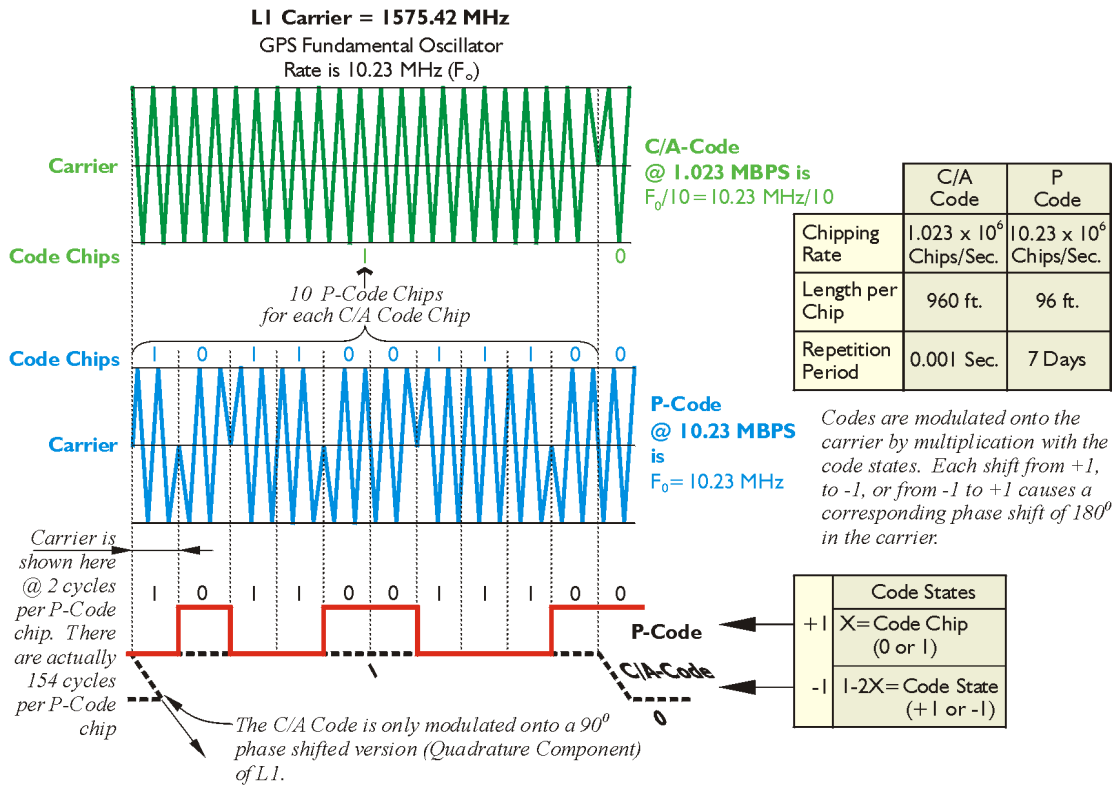 L1 Carrier = 1575.42 MHz
GPS Fundamental Oscillator
Rate is 10.23 MHz (Fₒ)
Carrier
C/A-Code
@ 1.023 MBPS is
F₀/10=10.23 MHz/10
Code Chips
1
0
10 P-Code Chips
for each C/A Code Chip
Code Chips
1 0 1 1 0 0 1 1 1 0 0
Carrier
P-Code
@ 10.23 MBPS
is
F₀= 10.23 MHz
C/A
Code
P
Code
Chipping
Rate
1.023 x 10⁶
Chips/Sec.
10.23 x 10⁶
Chips/Sec.
Length per
Chip
960 ft.
96 ft.
Repetition
Period
0.001 Sec.
7 Days
Codes are modulated onto the
carrier by multiplication with the
code states. Each shift from +1,
to -1, or from -1 to +1 causes a
corresponding phase shift of 180⁰
in the carrier.
Carrier is
shown here
@ 2 cycles
per P-Code
chip. There
are actually
154 cycles
per P-Code
chip
1 0 1 1 0 0 1 1 1 0 0
P-Code
C/A-Code
1
0
The C/A Code is only modulated onto a 90⁰
phase shifted version (Quadrature Component)
of L1.
Code States
+1
X= Code Chip
(0 or 1)
-1
1-2X= Code State
(+1 or -1)